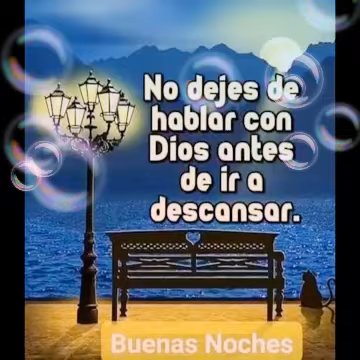 No dejes de
hablar con
Dios antes
de ir a
descansar.
Buenas Noches